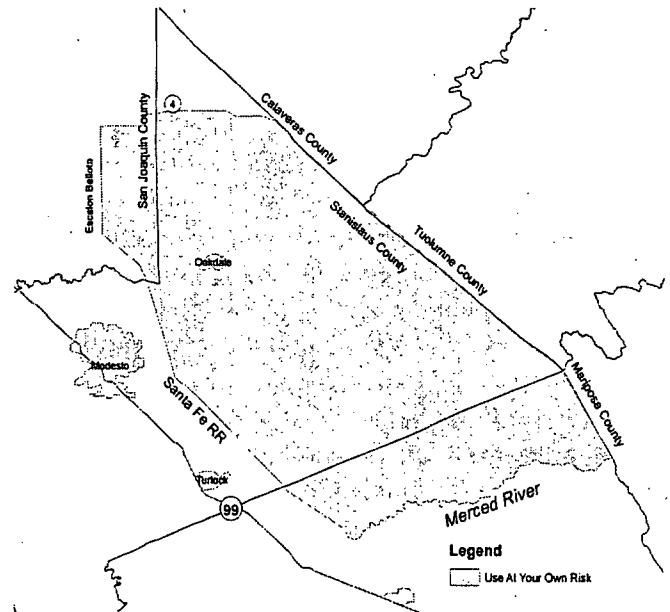 4
Calaveras County
San Joaquin County
Escalon Bellota
Stanislaus County
Tuolumne County
Oakdale
Modesto
Mariposa County
Santa Fe RR
Turlock
99
Merced River
Legend
Use At Your Own Risk